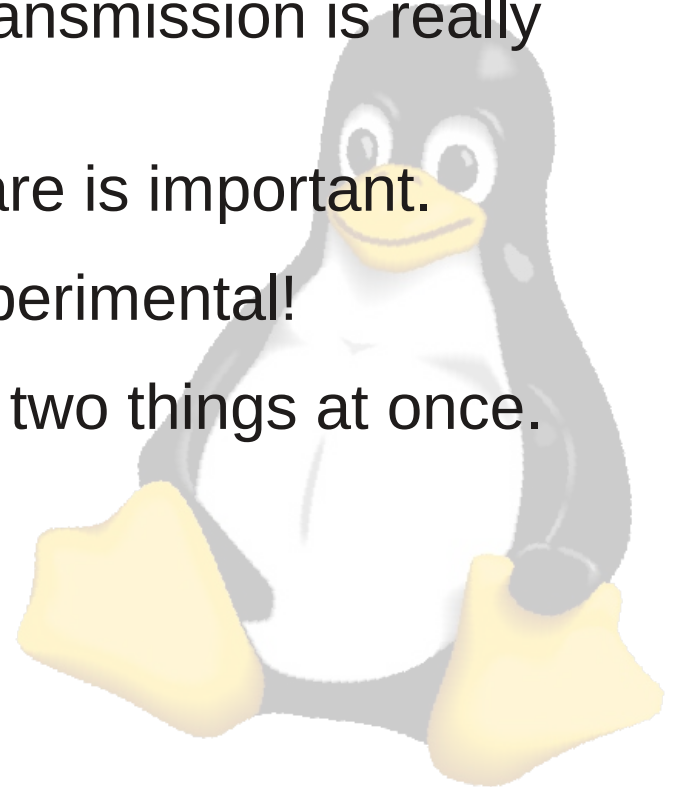 ansmission is really
are is important.
perimental!
two things at once.